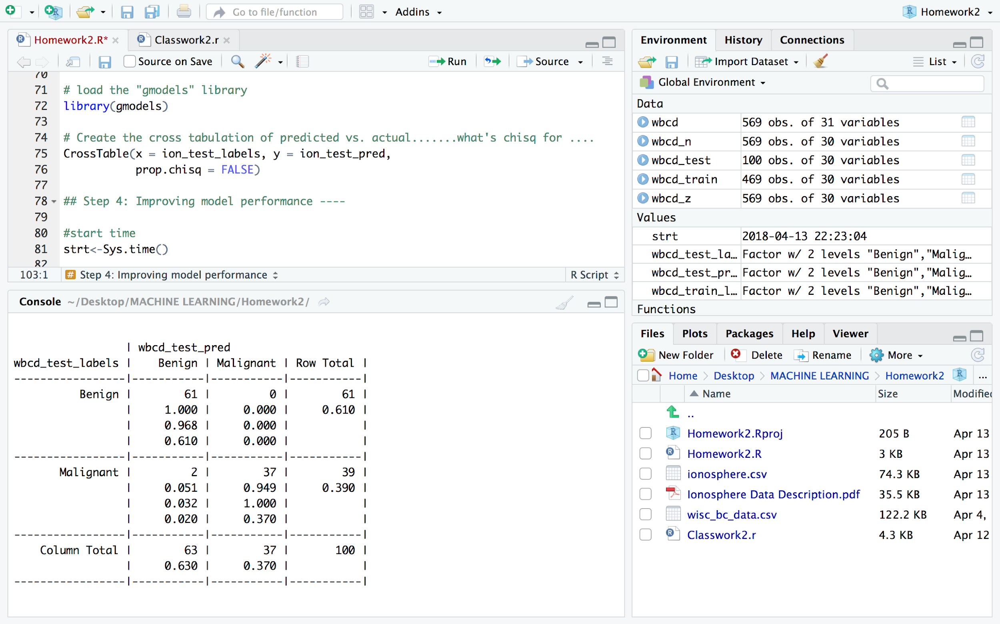 Go to file/function
Addins
Homework2
Homework2.R*
Classwork2.r
Source on Save
Run
Source
70
71 # load the "gmodels" library
72 library(gmodels)
73
74 # Create the cross tabulation of predicted vs. actual.......what's chisq for ....
75 CrossTable(x = ion_test_labels, y = ion_test_pred,
76 prop.chisq = FALSE)
77
78 ## Step 4: Improving model performance ----
79
80 #start time
81 strt<-Sys.time()
82
103:1 # Step 4: Improving model performance R Script
Console ~/Desktop/MACHINE LEARNING/Homework2/
| wbcd_test_pred
wbcd_test_labels | Benign | Malignant | Row Total |
-----------------|-----------|-----------|-----------|
Benign | 61 | 0 | 61 |
| 1.000 | 0.000 | 0.610 |
| 0.968 | 0.000 | |
| 0.610 | 0.000 | |
-----------------|-----------|-----------|-----------|
Malignant | 2 | 37 | 39 |
| 0.051 | 0.949 | 0.390 |
| 0.032 | 1.000 | |
| 0.020 | 0.370 | |
-----------------|-----------|-----------|-----------|
Column Total | 63 | 37 | 100 |
| 0.630 | 0.370 | |
-----------------|-----------|-----------|-----------|
Environment History Connections
Import Dataset List
Global Environment
Data
wbcd 569 obs. of 31 variables
wbcd_n 569 obs. of 30 variables
wbcd_test 100 obs. of 30 variables
wbcd_train 469 obs. of 30 variables
wbcd_z 569 obs. of 30 variables
Values
strt 2018-04-13 22:23:04
wbcd_test_la… Factor w/ 2 levels "Benign","Malig…
wbcd_test_pr… Factor w/ 2 levels "Benign","Malig…
wbcd_train_l… Factor w/ 2 levels "Benign","Malig…
Functions
Files Plots Packages Help Viewer
New Folder Delete Rename More
Home Desktop MACHINE LEARNING Homework2 ...
Name Size Modified
..
Homework2.Rproj 205 B Apr 13
Homework2.R 3 KB Apr 13
ionosphere.csv 74.3 KB Apr 13
Ionosphere Data Description.pdf 35.5 KB Apr 13
wisc_bc_data.csv 122.2 KB Apr 4,
Classwork2.r 4.3 KB Apr 12